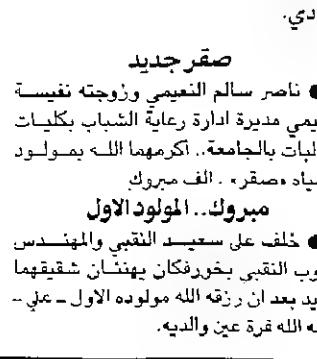 دي.
صقر جديد
● ناصر سالم النعيمي وزوجته نفيسة
يمي مديرة ادارة رعاية الشباب بكليات
لبات بالجامعة.. اكرمهما الله بمولود
ياه «صقر» . الف مبروك
مبروك.. المولود الاول
● خلف علي سعيد النقبي والمهندس
وب النقبي بخورفكان يهنئان شقيقهما
يد بعد ان رزقه الله مولوده الاول ـ علي ـ
ه الله قرة عين والديه.